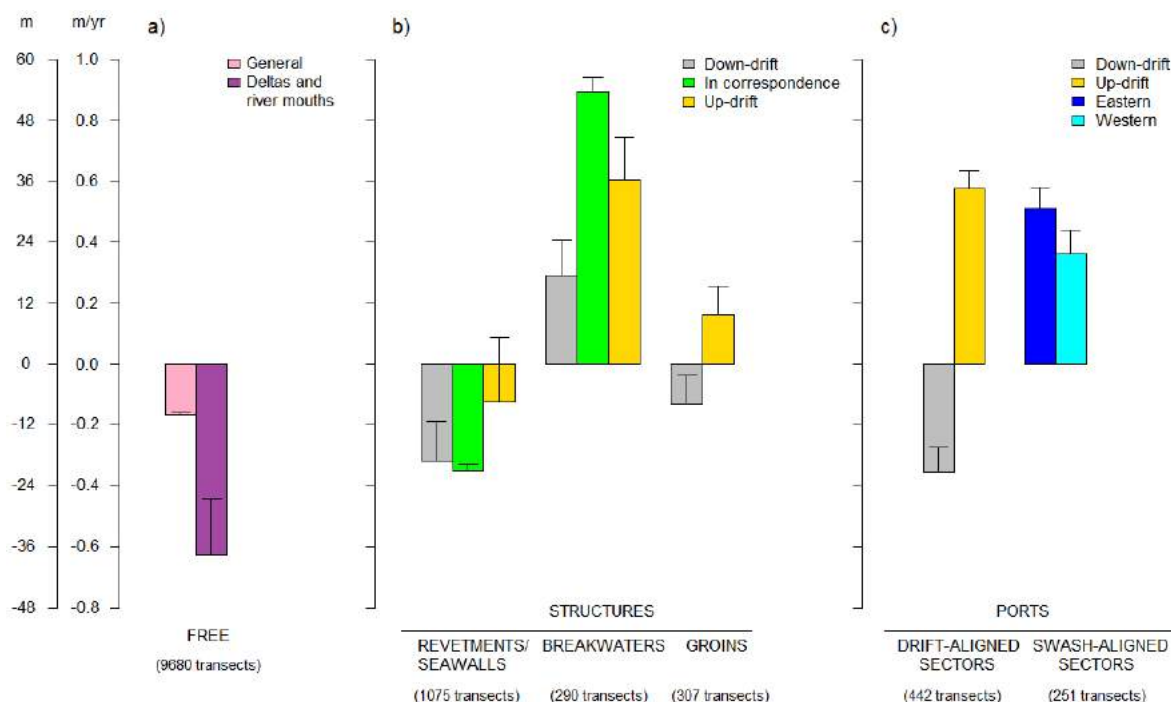 m m/yr
60 1.0
48 0.8
36 0.6
24 0.4
12 0.2
0 0.0
-12 -0.2
-24 -0.4
-36 -0.6
-48 -0.8
a)
General
Deltas and
river mouths
FREE
(9680 transects)
b)
Down-drift
In correspondence
Up-drift
STRUCTURES
REVETMENTS/
SEAWALLS
(1075 transects)
BREAKWATERS
(290 transects)
GROINS
(307 transects)
c)
Down-drift
Up-drift
Eastern
Western
PORTS
DRIFT-ALIGNED
SECTORS
(442 transects)
SWASH-ALIGNED
SECTORS
(251 transects)